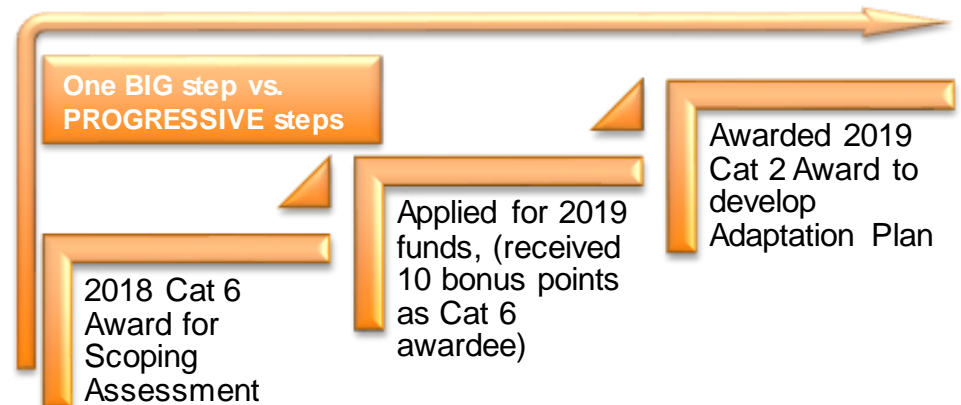 One BIG step vs.
PROGRESSIVE steps
2018 Cat 6
Award for
Scoping
Assessment
Applied for 2019
funds, (received
10 bonus points
as Cat 6
awardee)
Awarded 2019
Cat 2 Award to
develop
Adaptation Plan